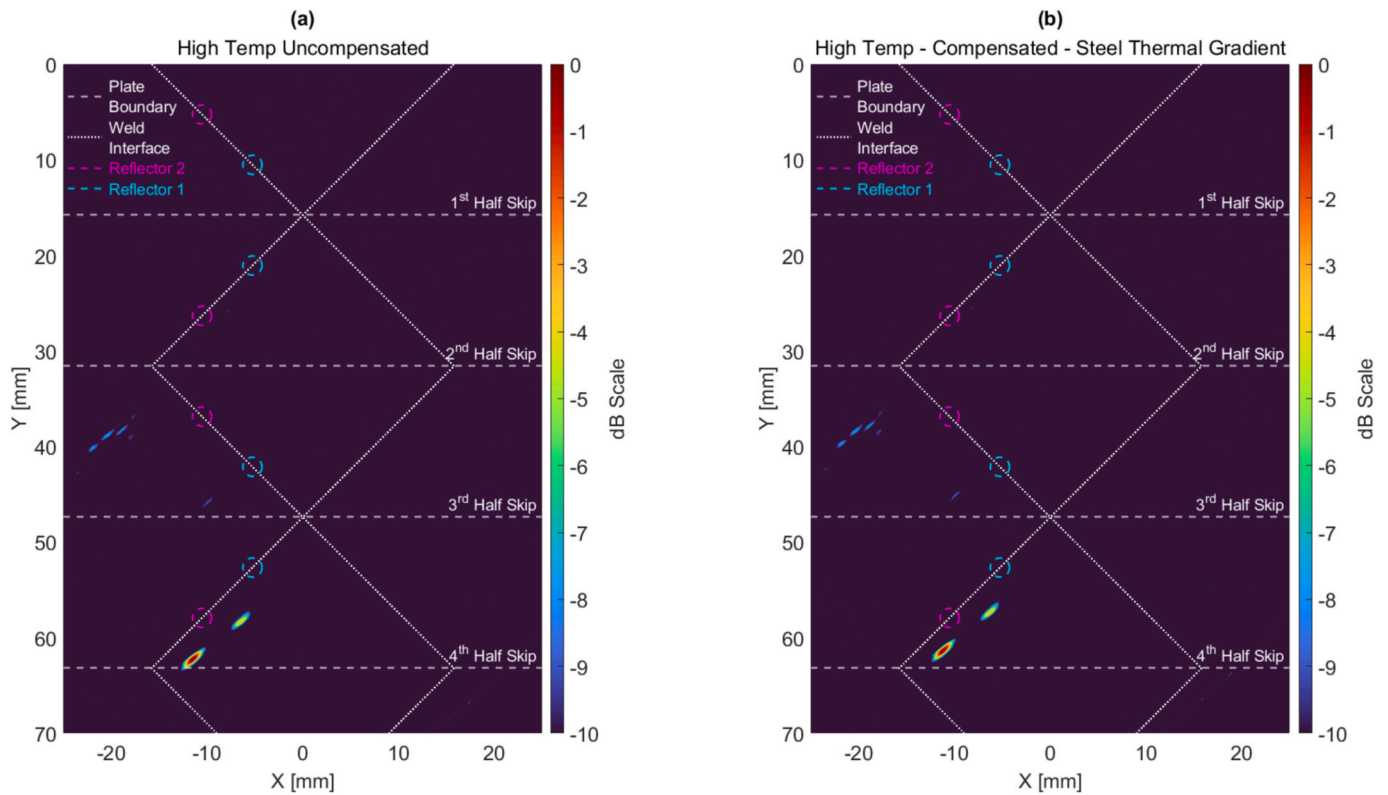 (a)
High Temp Uncompensated
0
10
20
30
40
50
60
70
Y [mm]
-20
-10
0
10
20
X [mm]
Plate
Boundary
Weld
Interface
Reflector 2
Reflector 1
1st Half Skip
2nd Half Skip
3rd Half Skip
4th Half Skip
0
-1
-2
-3
-4
-5
-6
-7
-8
-9
-10
dB Scale
(b)
High Temp - Compensated - Steel Thermal Gradient
0
10
20
30
40
50
60
70
Y [mm]
-20
-10
0
10
20
X [mm]
Plate
Boundary
Weld
Interface
Reflector 2
Reflector 1
1st Half Skip
2nd Half Skip
3rd Half Skip
4th Half Skip
0
-1
-2
-3
-4
-5
-6
-7
-8
-9
-10
dB Scale